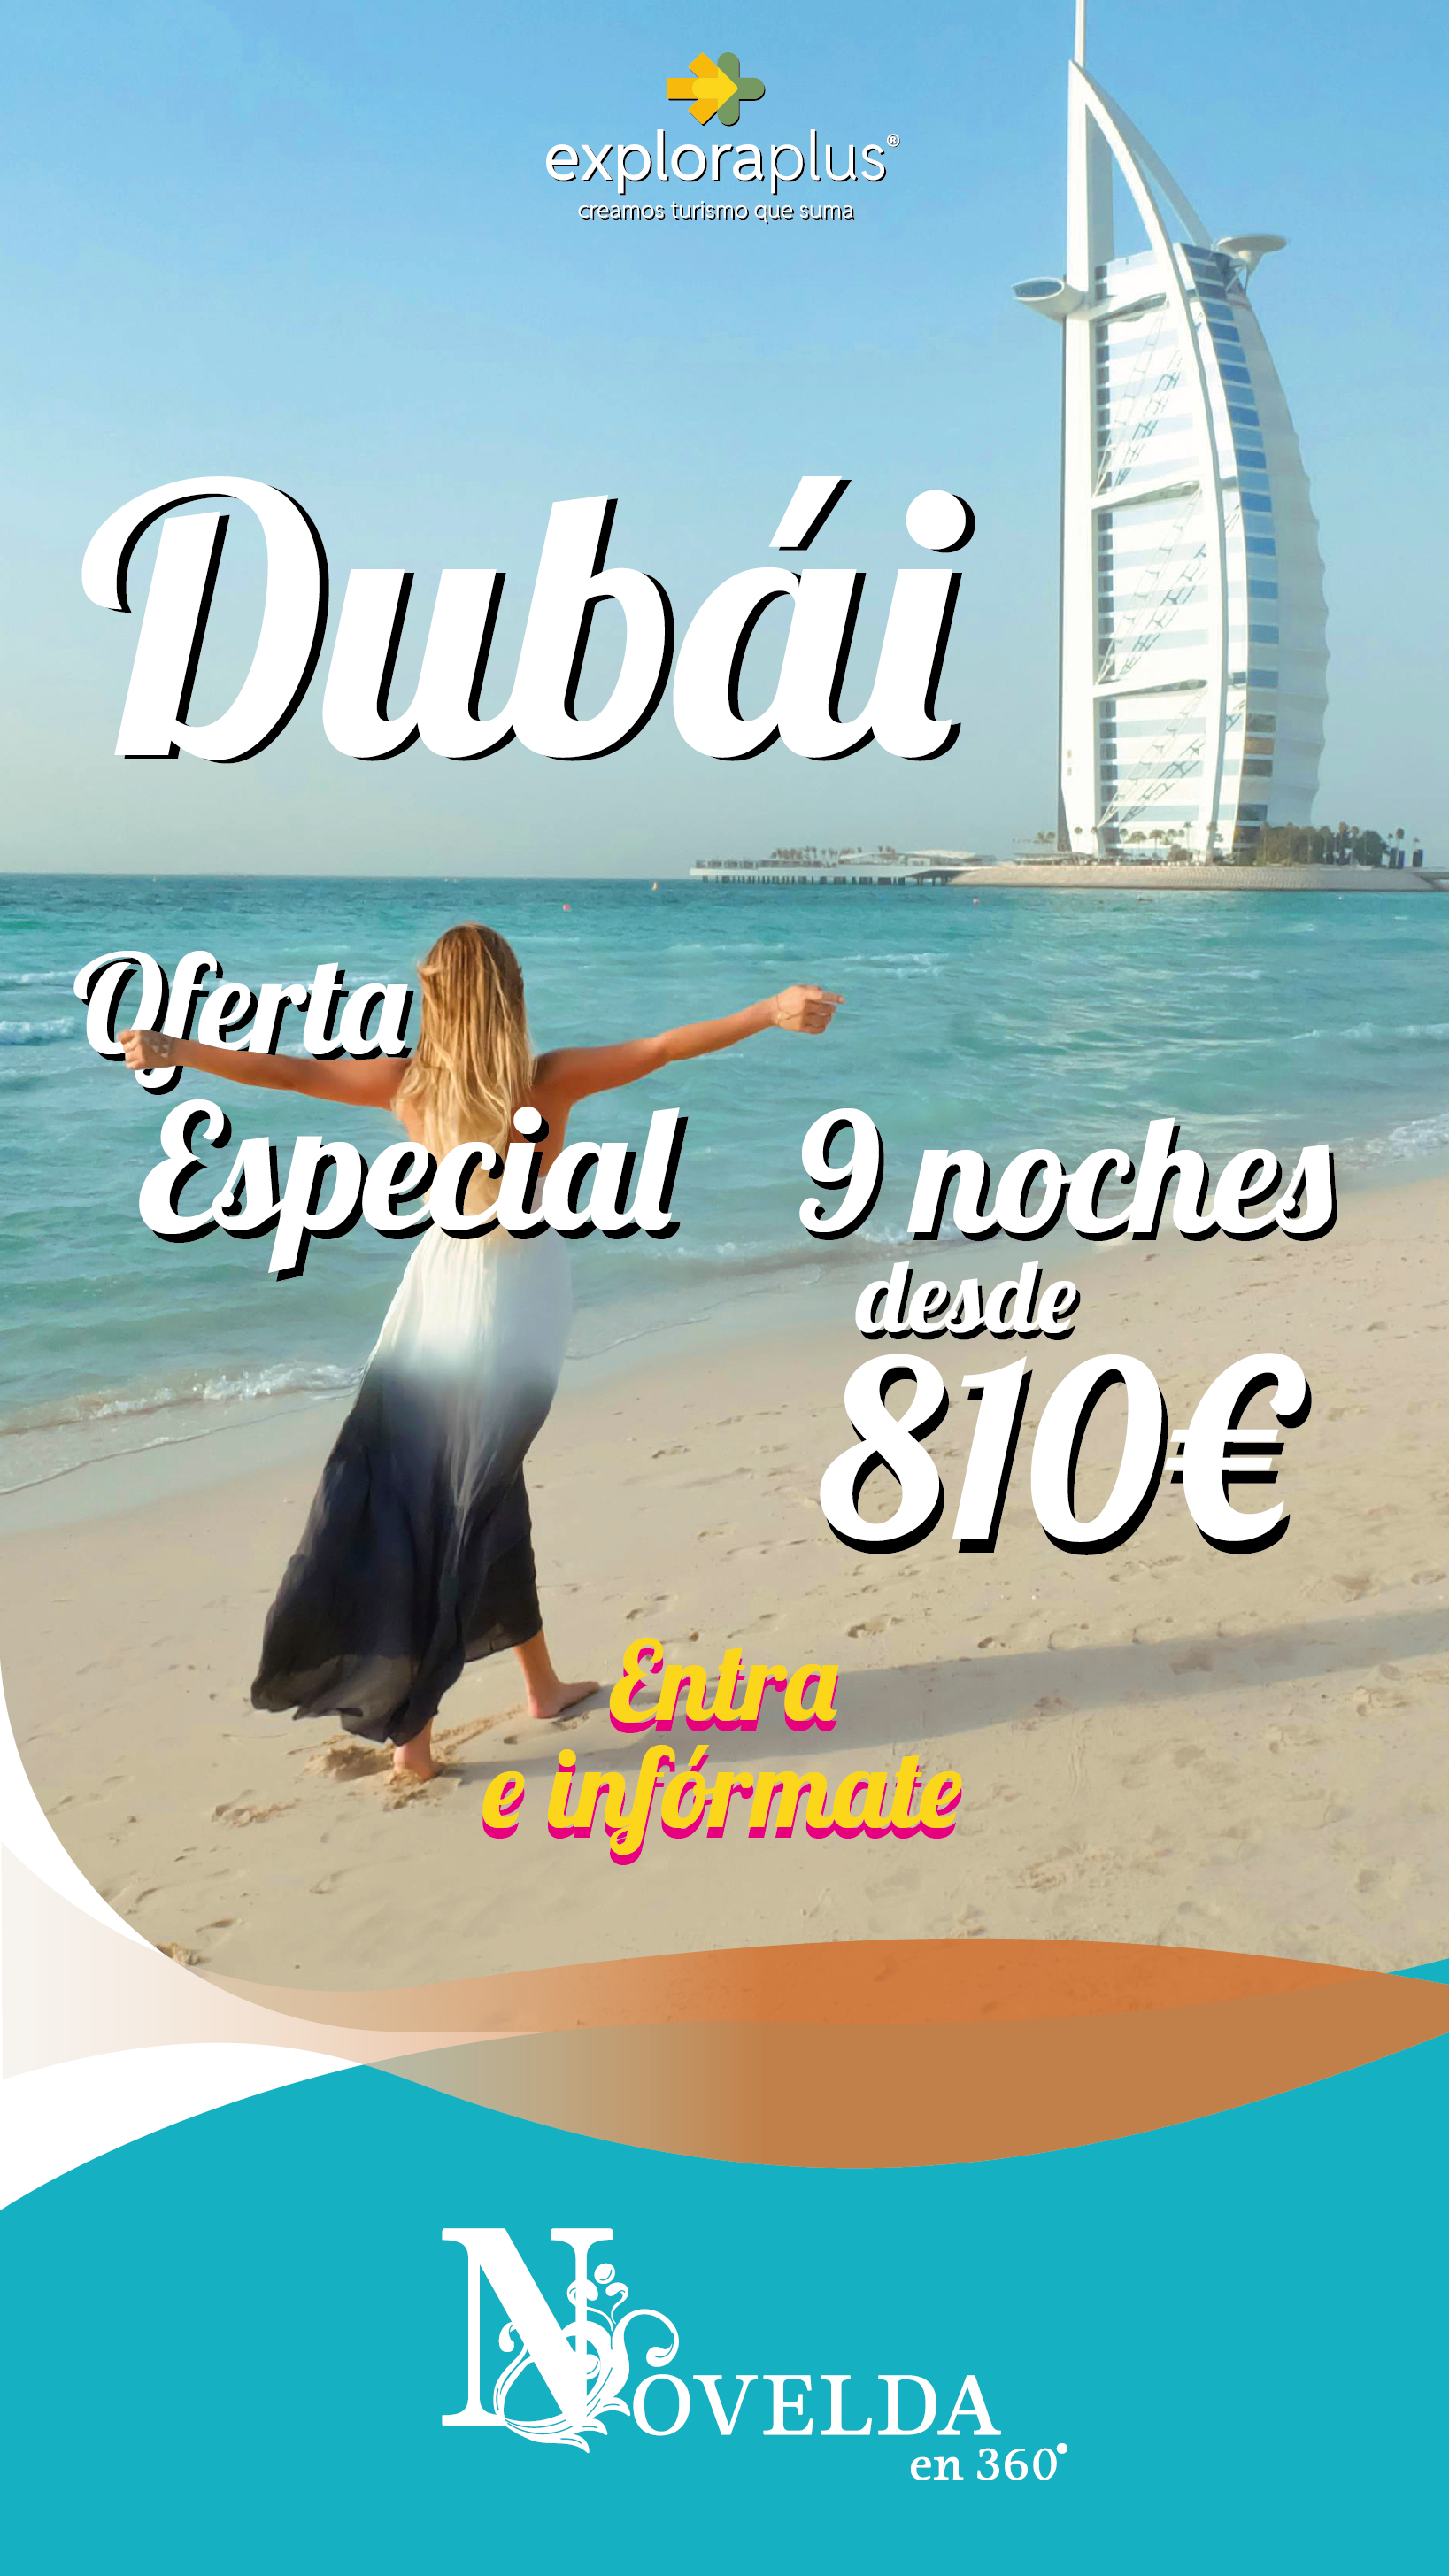 exploraplus®
creamos turismo que suma
Dubái
Oferta
Especial
9 noches
desde
810€
Entra
e infórmate
NOVELDA
en 360°